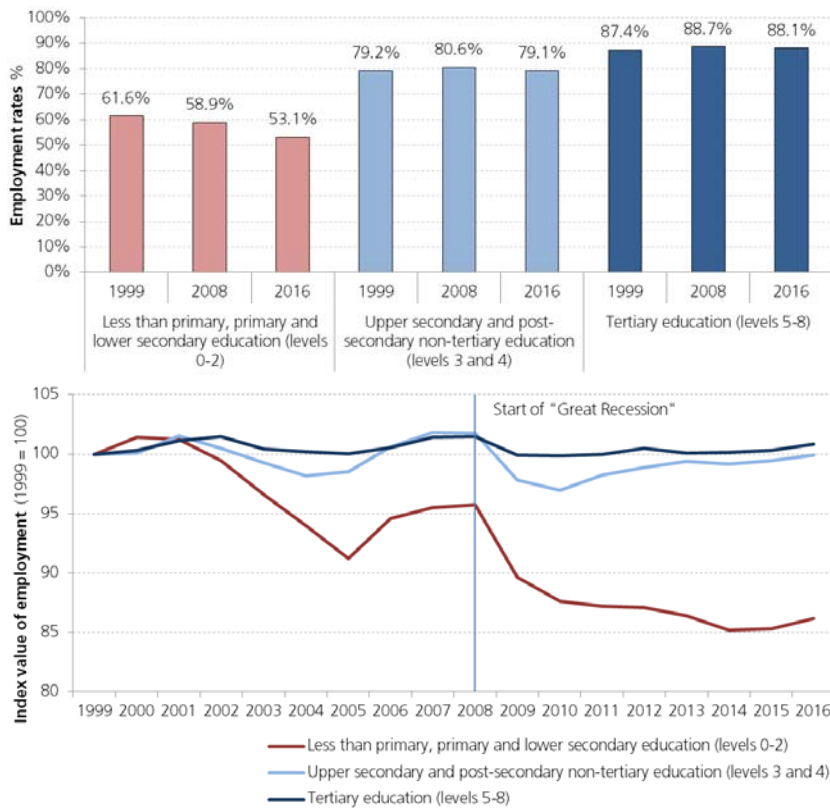 Employment rates %
100%
90%
80%
70%
60%
50%
40%
30%
20%
10%
0%
61.6%
58.9%
53.1%
79.2%
80.6%
79.1%
87.4%
88.7%
88.1%
1999 2008 2016 1999 2008 2016 1999 2008 2016
Less than primary, primary and
lower secondary education (levels
0-2)
Upper secondary and post-
secondary non-tertiary education
(levels 3 and 4)
Tertiary education (levels 5-8)
Index value of employment (1999 = 100)
105
100
95
90
85
80
Start of "Great Recession"
1999 2000 2001 2002 2003 2004 2005 2006 2007 2008 2009 2010 2011 2012 2013 2014 2015 2016
Less than primary, primary and lower secondary education (levels 0-2)
Upper secondary and post-secondary non-tertiary education (levels 3 and 4)
Tertiary education (levels 5-8)